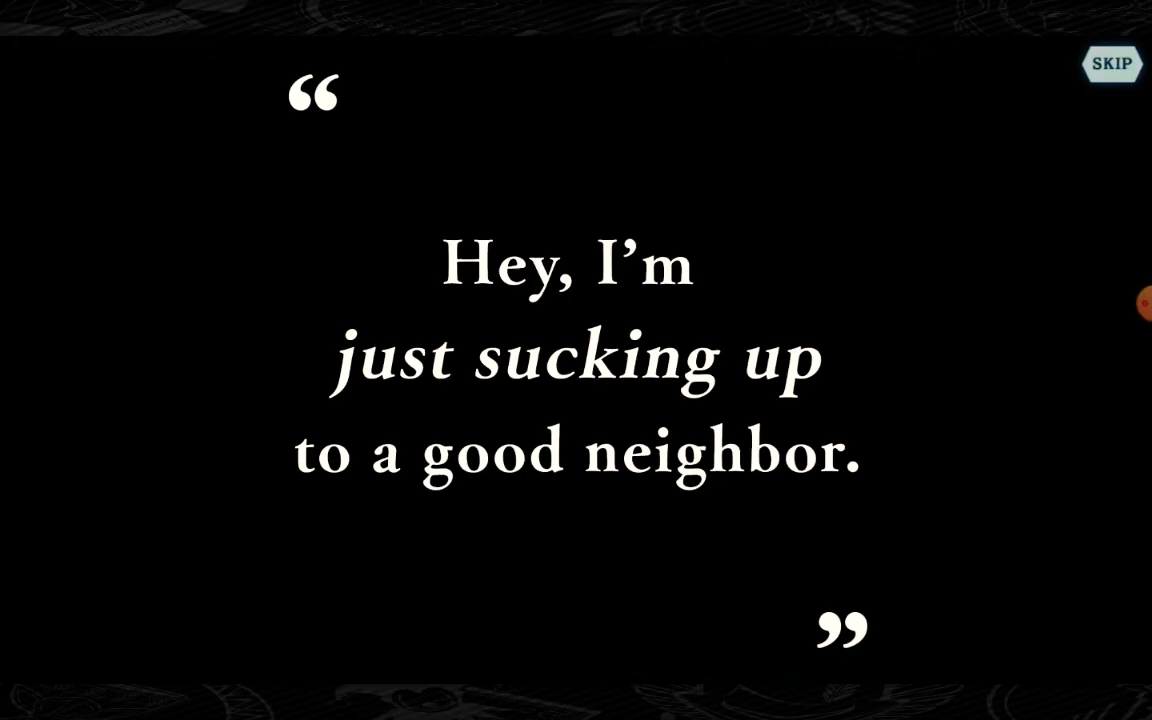 SKIP
“
Hey, I’m
just sucking up
to a good neighbor.
”